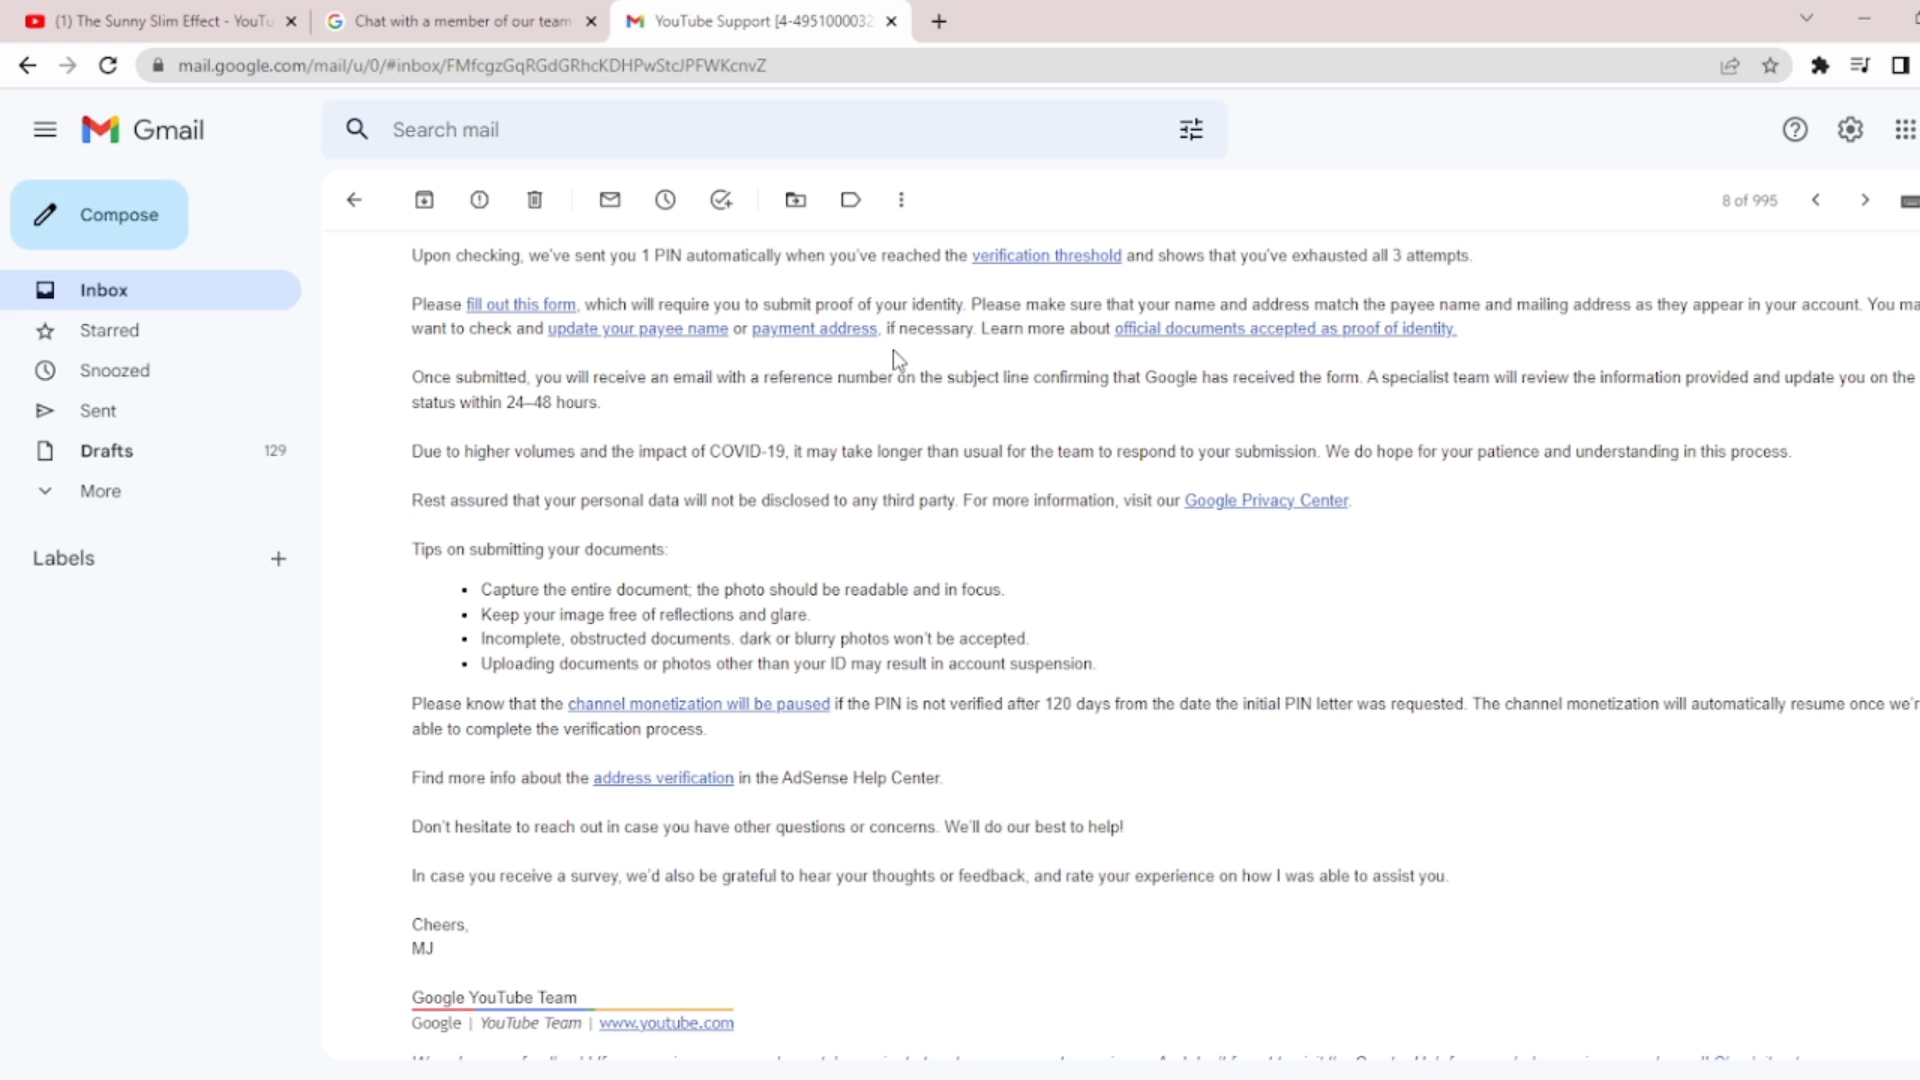 (1) The Sunny Slim Effect - YouTu
Chat with a member of our team
YouTube Support [4-4951000032
mail.google.com/mail/u/0/#inbox/FMfcgzGqRGdGRhcKDHPwStcJPFWKcnvZ
Gmail
Search mail
8 of 995
Compose
Inbox
Starred
Snoozed
Sent
Drafts 129
More
Labels
Upon checking, we've sent you 1 PIN automatically when you've reached the verification threshold and shows that you've exhausted all 3 attempts.
Please fill out this form, which will require you to submit proof of your identity. Please make sure that your name and address match the payee name and mailing address as they appear in your account. You ma
want to check and update your payee name or payment address, if necessary. Learn more about official documents accepted as proof of identity.
Once submitted, you will receive an email with a reference number on the subject line confirming that Google has received the form. A specialist team will review the information provided and update you on the
status within 24–48 hours.
Due to higher volumes and the impact of COVID-19, it may take longer than usual for the team to respond to your submission. We do hope for your patience and understanding in this process.
Rest assured that your personal data will not be disclosed to any third party. For more information, visit our Google Privacy Center.
Tips on submitting your documents:
• Capture the entire document; the photo should be readable and in focus.
• Keep your image free of reflections and glare.
• Incomplete, obstructed documents. dark or blurry photos won't be accepted.
• Uploading documents or photos other than your ID may result in account suspension.
Please know that the channel monetization will be paused if the PIN is not verified after 120 days from the date the initial PIN letter was requested. The channel monetization will automatically resume once we'r
able to complete the verification process.
Find more info about the address verification in the AdSense Help Center.
Don't hesitate to reach out in case you have other questions or concerns. We'll do our best to help!
In case you receive a survey, we'd also be grateful to hear your thoughts or feedback, and rate your experience on how I was able to assist you.
Cheers,
MJ
Google YouTube Team
Google | YouTube Team | www.youtube.com